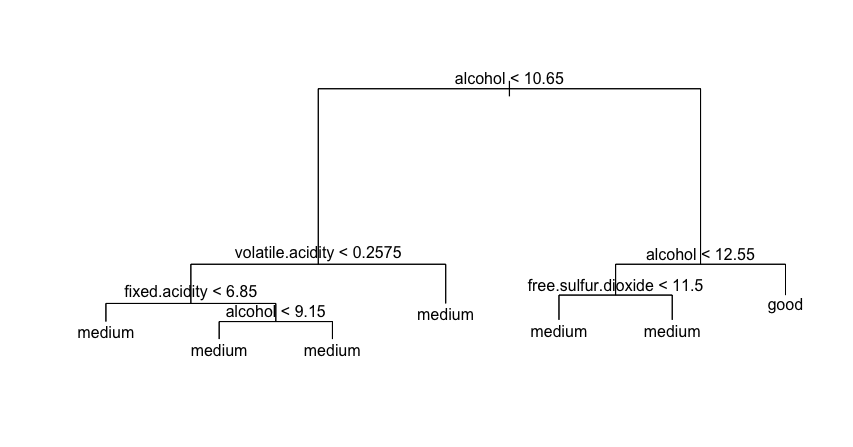 alcohol < 10.65
volatile.acidity < 0.2575
alcohol < 12.55
fixed.acidity < 6.85
free.sulfur.dioxide < 11.5
alcohol < 9.15
medium
good
medium
medium
medium
medium
medium